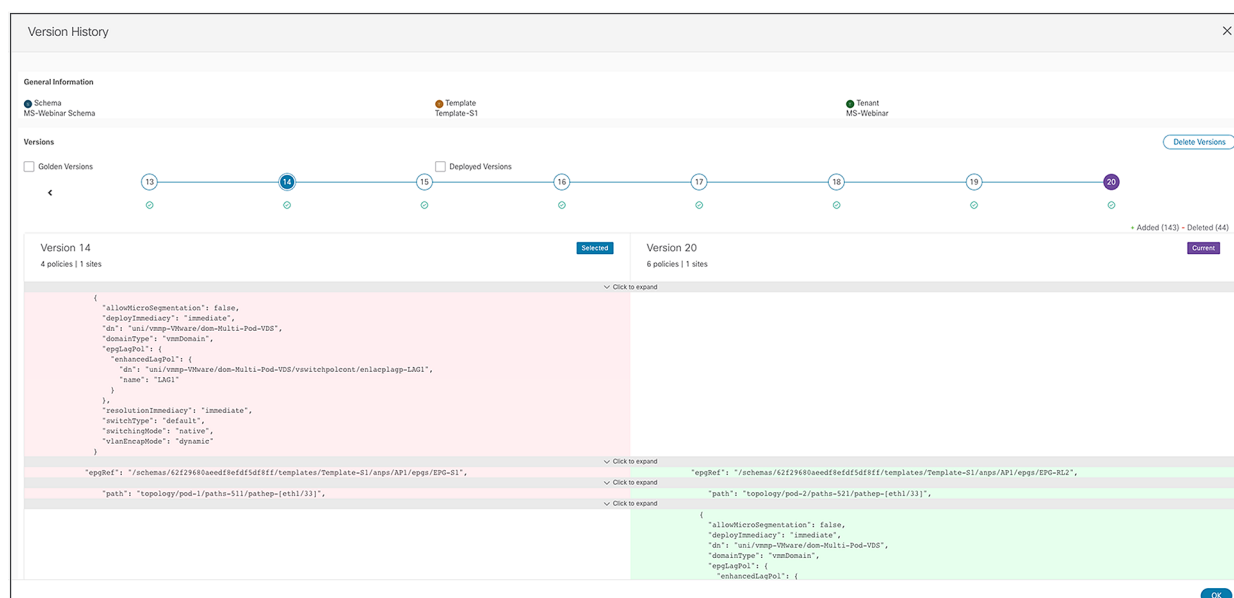 Version History
General Information
Schema
MS-Webinar Schema
Template
Template-S1
Tenant
MS-Webinar
Versions
Delete Versions
Golden Versions
Deployed Versions
13 14 15 16 17 18 19 20
+ Added (143) - Deleted (44)
Version 14
Selected
4 policies | 1 sites
Version 20
Current
6 policies | 1 sites
Click to expand
{
"allowMicroSegmentation": false,
"deployImmediacy": "immediate",
"dn": "uni/vmmp-VMware/dom-Multi-Pod-VDS",
"domainType": "vmmDomain",
"epgLagPol": {
"enhancedLagPol": {
"dn": "uni/vmmp-VMware/dom-Multi-Pod-VDS/vswitchpolcont/enlacplagp-LAG1",
"name": "LAG1"
}
},
"resolutionImmediacy": "immediate",
"switchType": "default",
"switchingMode": "native",
"vlanEncapMode": "dynamic"
}
Click to expand
"epgRef": "/schemas/62f29680aeedf8efdf5df8ff/templates/Template-S1/anps/AP1/epgs/EPG-S1",
"epgRef": "/schemas/62f29680aeedf8efdf5df8ff/templates/Template-S1/anps/AP1/epgs/EPG-RL2",
Click to expand
"path": "topology/pod-1/paths-511/pathep-[eth1/33]",
"path": "topology/pod-2/paths-521/pathep-[eth1/33]",
Click to expand
{
"allowMicroSegmentation": false,
"deployImmediacy": "immediate",
"dn": "uni/vmmp-VMware/dom-Multi-Pod-VDS",
"domainType": "vmmDomain",
"epgLagPol": {
"enhancedLagPol": {
OK